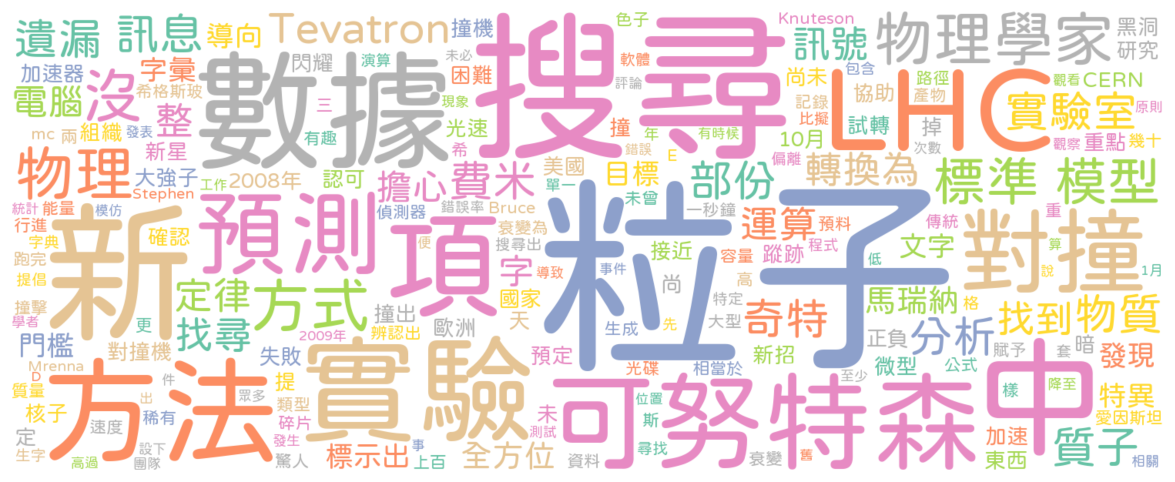 遺漏 訊息 導向 Tevatron 撞機 色子 Knuteson 物理學家 黑洞
加速器 字彙 閃耀 演算 未必 搜尋 軟體 訊號 研究
電腦 沒 希格斯玻 數據 困難 評論 尚未 包含 路徑 觀看 CERN
三 現象 LHC 記錄 協助 產物 實驗室 原則
mc 兩 組織 整 發表 有趣 光速 撞 年 有時候 10月 比擬 試轉 掉 次數 觀察 重點 幾十
物理 新星 希 錯誤 E 偏離
大強子 2008年 認可 擔心 費米 美國 目標 部份 轉換為 標準 模型
Stephen 工作 單一 未曾
統計 能量 模仿 偵測器 錯誤率 Bruce 一秒鐘 運算 預料 傳統 重
行進 新 預測 項 衰變為 粒子 對撞
字典 確認 搜尋出 接近 容量 蹤跡 程式 文字 算
跑完 便 字 導致 事件 高 低 說 1月
提倡 定律 方式 國家 尚 特定 馬瑞納 格 找到 物質
撞擊 更 找尋 撞出 歐洲 天 生成 先 大型 奇特 正負 分析 賦予 套 暗
學者 門檻 對撞機 2009年 辨認出
Mrenna 失敗 實驗 預定 光碟 相當於 新招 微型 公式 中 發現
D 方法 件 提 可努特森 至少 樣 降至
質量 出 類型 未 位置 特異
核子 稀有 眾多 碎片 斯 愛因斯坦
定 速度 設下 發生 事 測試 加速 質子
生字 高過 團隊 驚人 標示出 上百 全方位 資料 尋找 衰變 舊 東西 相關